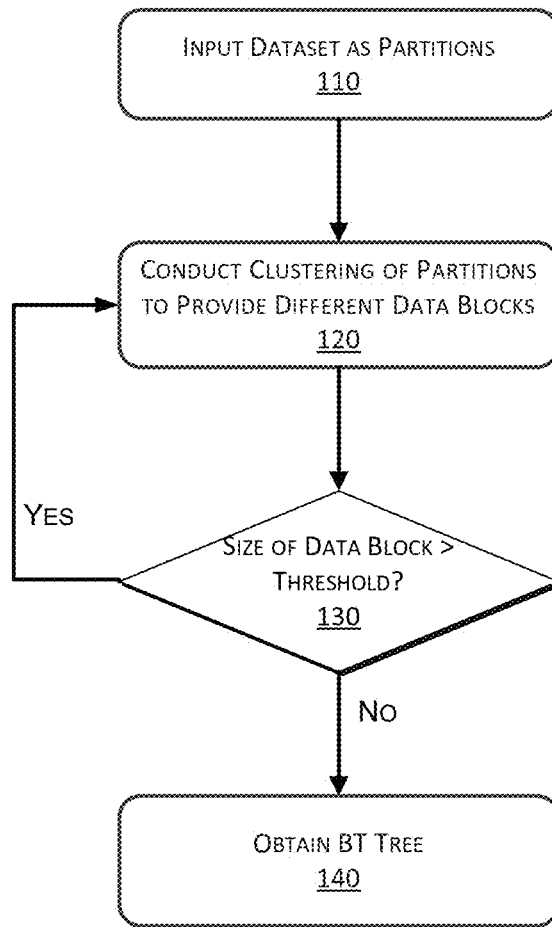 INPUT DATASET AS PARTITIONS
110
CONDUCT CLUSTERING OF PARTITIONS
TO PROVIDE DIFFERENT DATA BLOCKS
120
YES
SIZE OF DATA BLOCK >
THRESHOLD?
130
NO
OBTAIN BT TREE
140